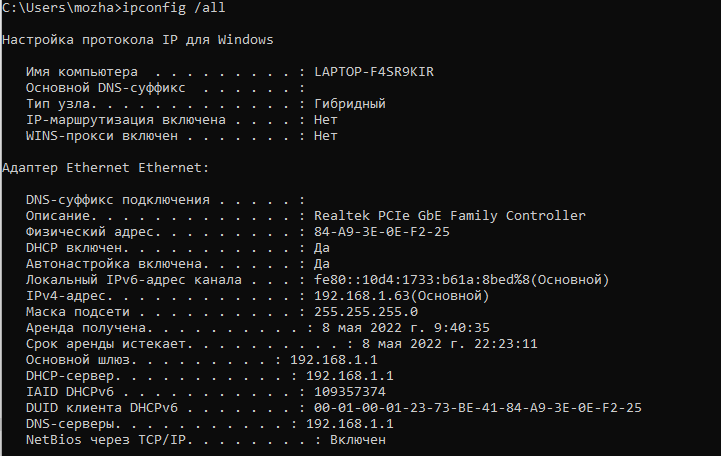 C:\Users\mozha>ipconfig /all
Настройка протокола IP для Windows
Имя компьютера . . . . . . . . . : LAPTOP-F4SR9KIR
Основной DNS-суффикс . . . . . . :
Тип узла. . . . . . . . . . . . . : Гибридный
IP-маршрутизация включена . . . . : Нет
WINS-прокси включен . . . . . . . : Нет
Адаптер Ethernet Ethernet:
DNS-суффикс подключения . . . . . :
Описание. . . . . . . . . . . . . : Realtek PCIe GbE Family Controller
Физический адрес. . . . . . . . . : 84-A9-3E-0E-F2-25
DHCP включен. . . . . . . . . . . : Да
Автонастройка включена. . . . . . : Да
Локальный IPv6-адрес канала . . . : fe80::10d4:1733:b61a:8bed%8(Основной)
IPv4-адрес. . . . . . . . . . . . : 192.168.1.63(Основной)
Маска подсети . . . . . . . . . . : 255.255.255.0
Аренда получена. . . . . . . . . . : 8 мая 2022 г. 9:40:35
Срок аренды истекает. . . . . . . . . . : 8 мая 2022 г. 22:23:11
Основной шлюз. . . . . . . . . : 192.168.1.1
DHCP-сервер. . . . . . . . . . . : 192.168.1.1
IAID DHCPv6 . . . . . . . . . . . : 109357374
DUID клиента DHCPv6 . . . . . . . : 00-01-00-01-23-73-BE-41-84-A9-3E-0E-F2-25
DNS-серверы. . . . . . . . . . . : 192.168.1.1
NetBios через TCP/IP. . . . . . . . : Включен